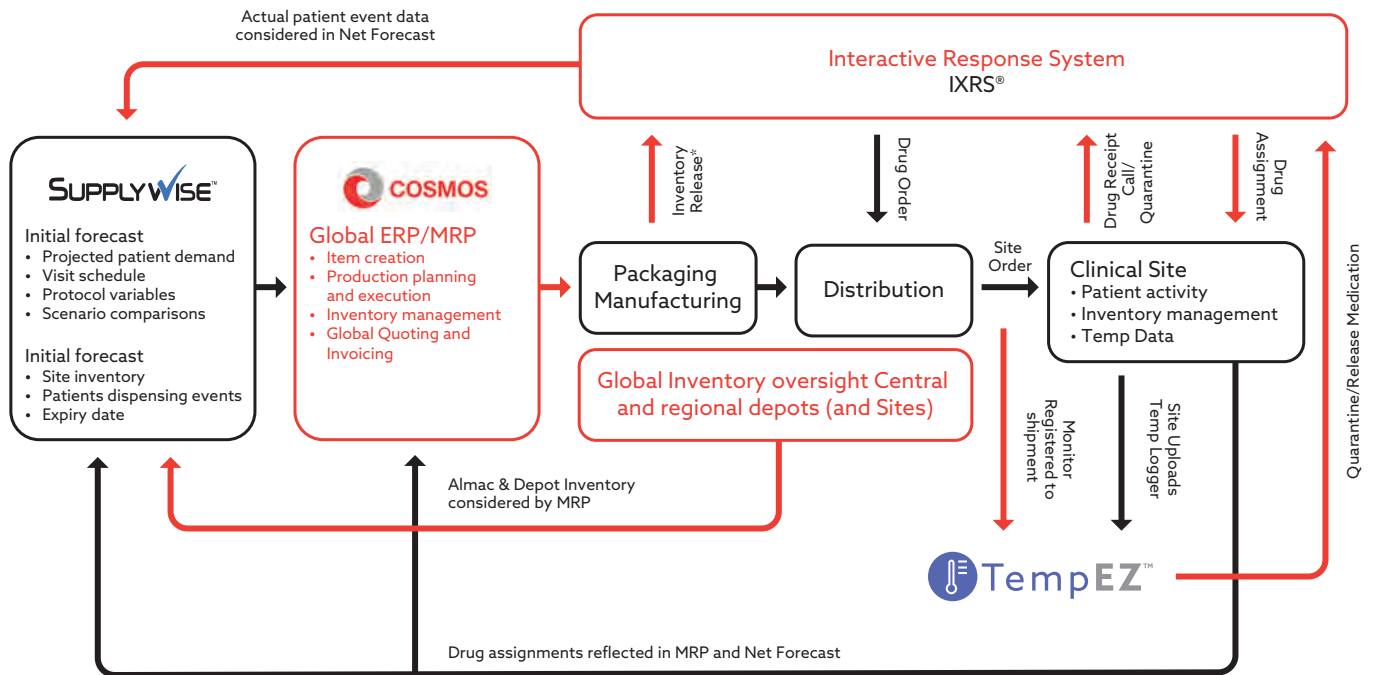 Actual patient event data
considered in Net Forecast
Interactive Response System
IXRS®
SUPPLYWISE™
Initial forecast
• Projected patient demand
• Visit schedule
• Protocol variables
• Scenario comparisons
Initial forecast
• Site inventory
• Patients dispensing events
• Expiry date
COSMOS
Global ERP/MRP
• Item creation
• Production planning
and execution
• Inventory management
• Global Quoting and
Invoicing
Inventory
Release*
Packaging
Manufacturing
Drug Order
Distribution
Site
Order
Drug Receipt
Call/
Quarantine
Drug
Assignment
Clinical Site
• Patient activity
• Inventory management
• Temp Data
Quarantine/Release Medication
Global Inventory oversight Central
and regional depots (and Sites)
Monitor
Registered to
shipment
Site Uploads
Temp Logger
Almac & Depot Inventory
considered by MRP
TempEZ™
Drug assignments reflected in MRP and Net Forecast